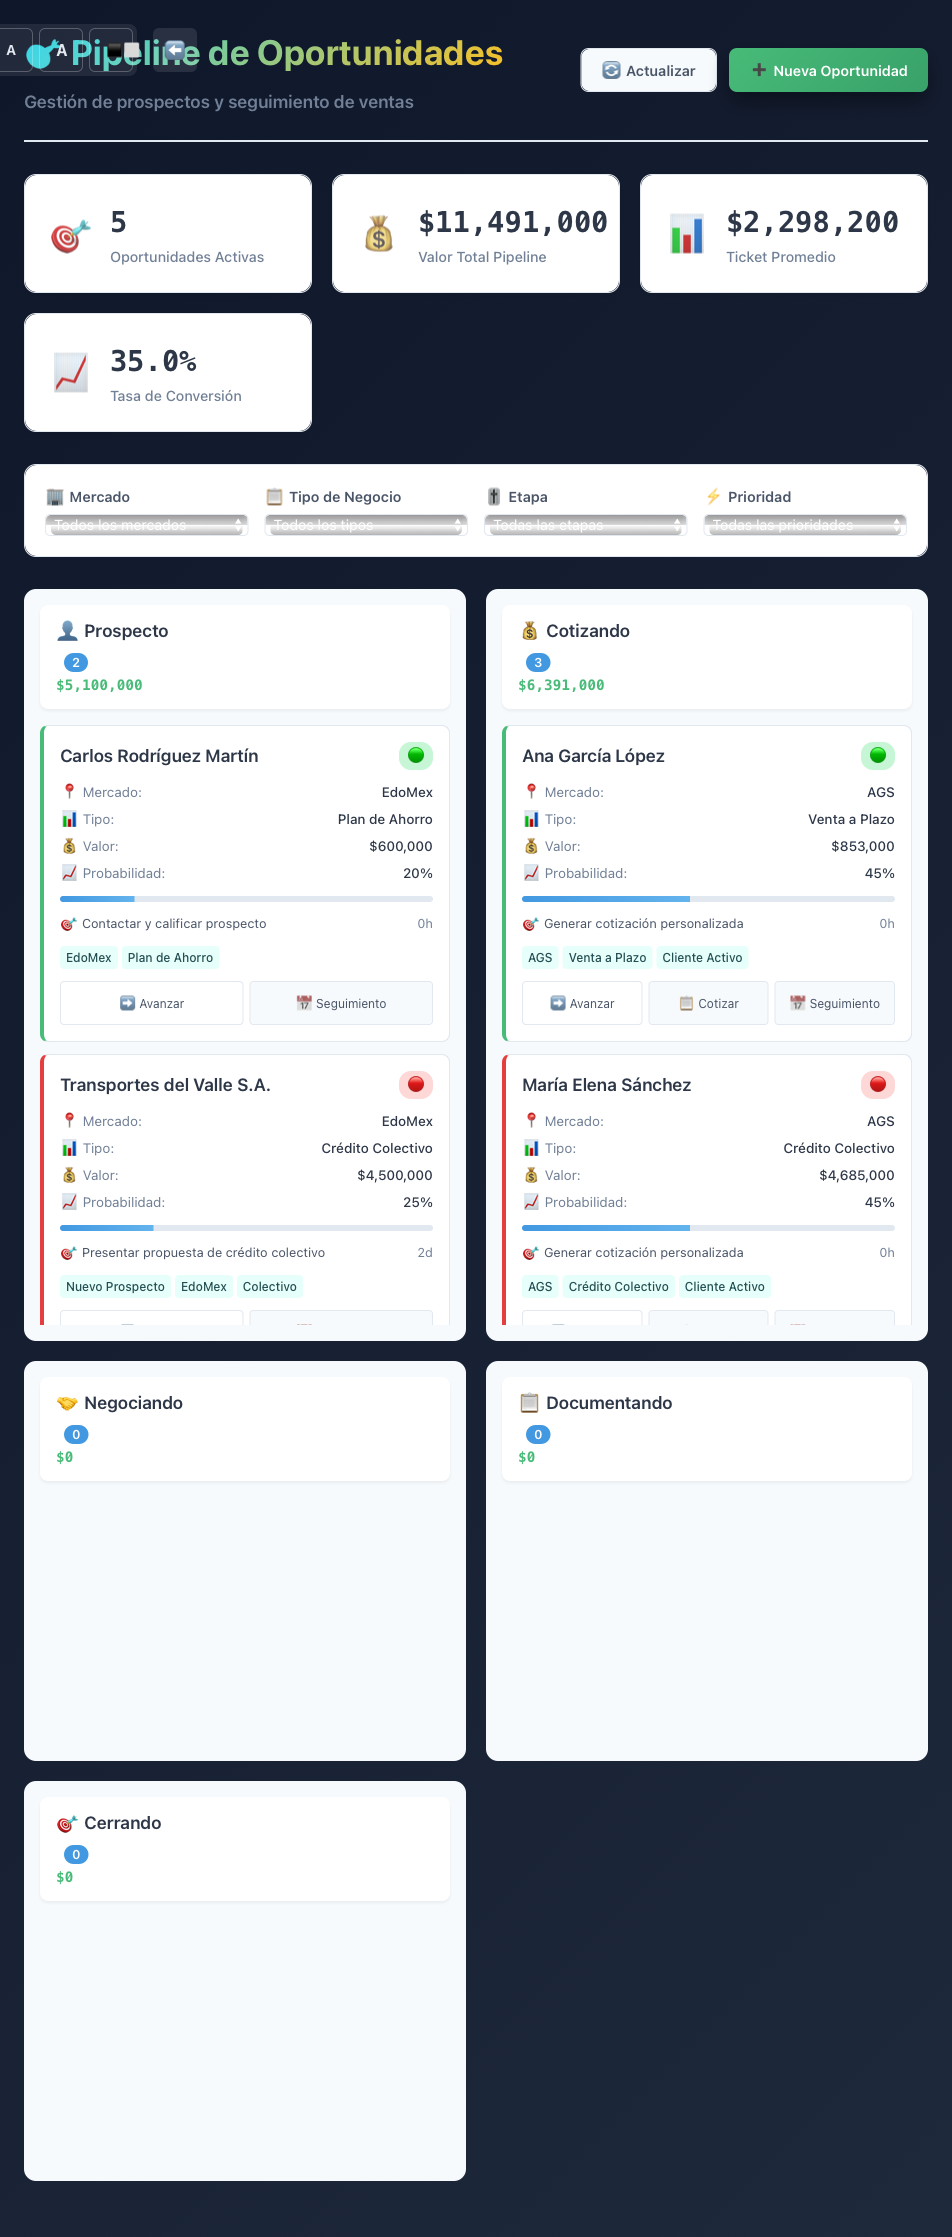 A A
Pipeline de Oportunidades
Gestión de prospectos y seguimiento de ventas
Actualizar
Nueva Oportunidad
5
Oportunidades Activas
$11,491,000
Valor Total Pipeline
$2,298,200
Ticket Promedio
35.0%
Tasa de Conversión
Mercado
Todos los mercados
Tipo de Negocio
Todos los tipos
Etapa
Todas las etapas
Prioridad
Todas las prioridades
Prospecto
2
$5,100,000
Carlos Rodríguez Martín
Mercado: EdoMex
Tipo: Plan de Ahorro
Valor: $600,000
Probabilidad: 20%
Contactar y calificar prospecto 0h
EdoMex Plan de Ahorro
Avanzar Seguimiento
Transportes del Valle S.A.
Mercado: EdoMex
Tipo: Crédito Colectivo
Valor: $4,500,000
Probabilidad: 25%
Presentar propuesta de crédito colectivo 2d
Nuevo Prospecto EdoMex Colectivo
Cotizando
3
$6,391,000
Ana García López
Mercado: AGS
Tipo: Venta a Plazo
Valor: $853,000
Probabilidad: 45%
Generar cotización personalizada 0h
AGS Venta a Plazo Cliente Activo
Avanzar Cotizar Seguimiento
María Elena Sánchez
Mercado: AGS
Tipo: Crédito Colectivo
Valor: $4,685,000
Probabilidad: 45%
Generar cotización personalizada 0h
AGS Crédito Colectivo Cliente Activo
Negociando
0
$0
Documentando
0
$0
Cerrando
0
$0